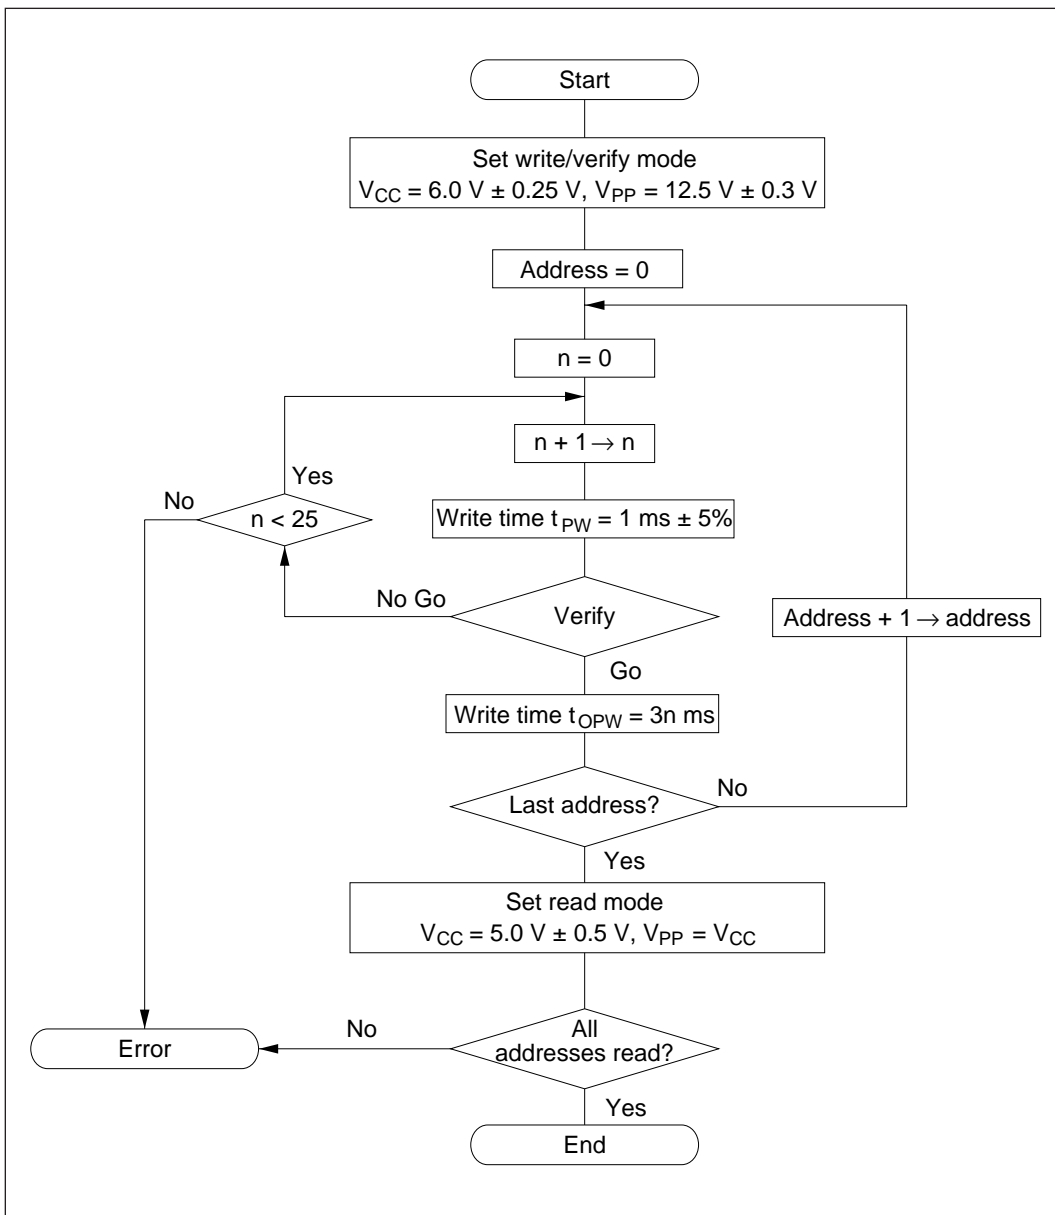 Start
Set write/verify mode
VCC = 6.0 V ± 0.25 V, VPP = 12.5 V ± 0.3 V
Address = 0
n = 0
n + 1 → n
Yes
No
n < 25
Write time tPW = 1 ms ± 5%
No Go
Verify
Address + 1 → address
Go
Write time tOPW = 3n ms
Last address?
No
Yes
Set read mode
VCC = 5.0 V ± 0.5 V, VPP = VCC
All
addresses read?
No
Error
Yes
End